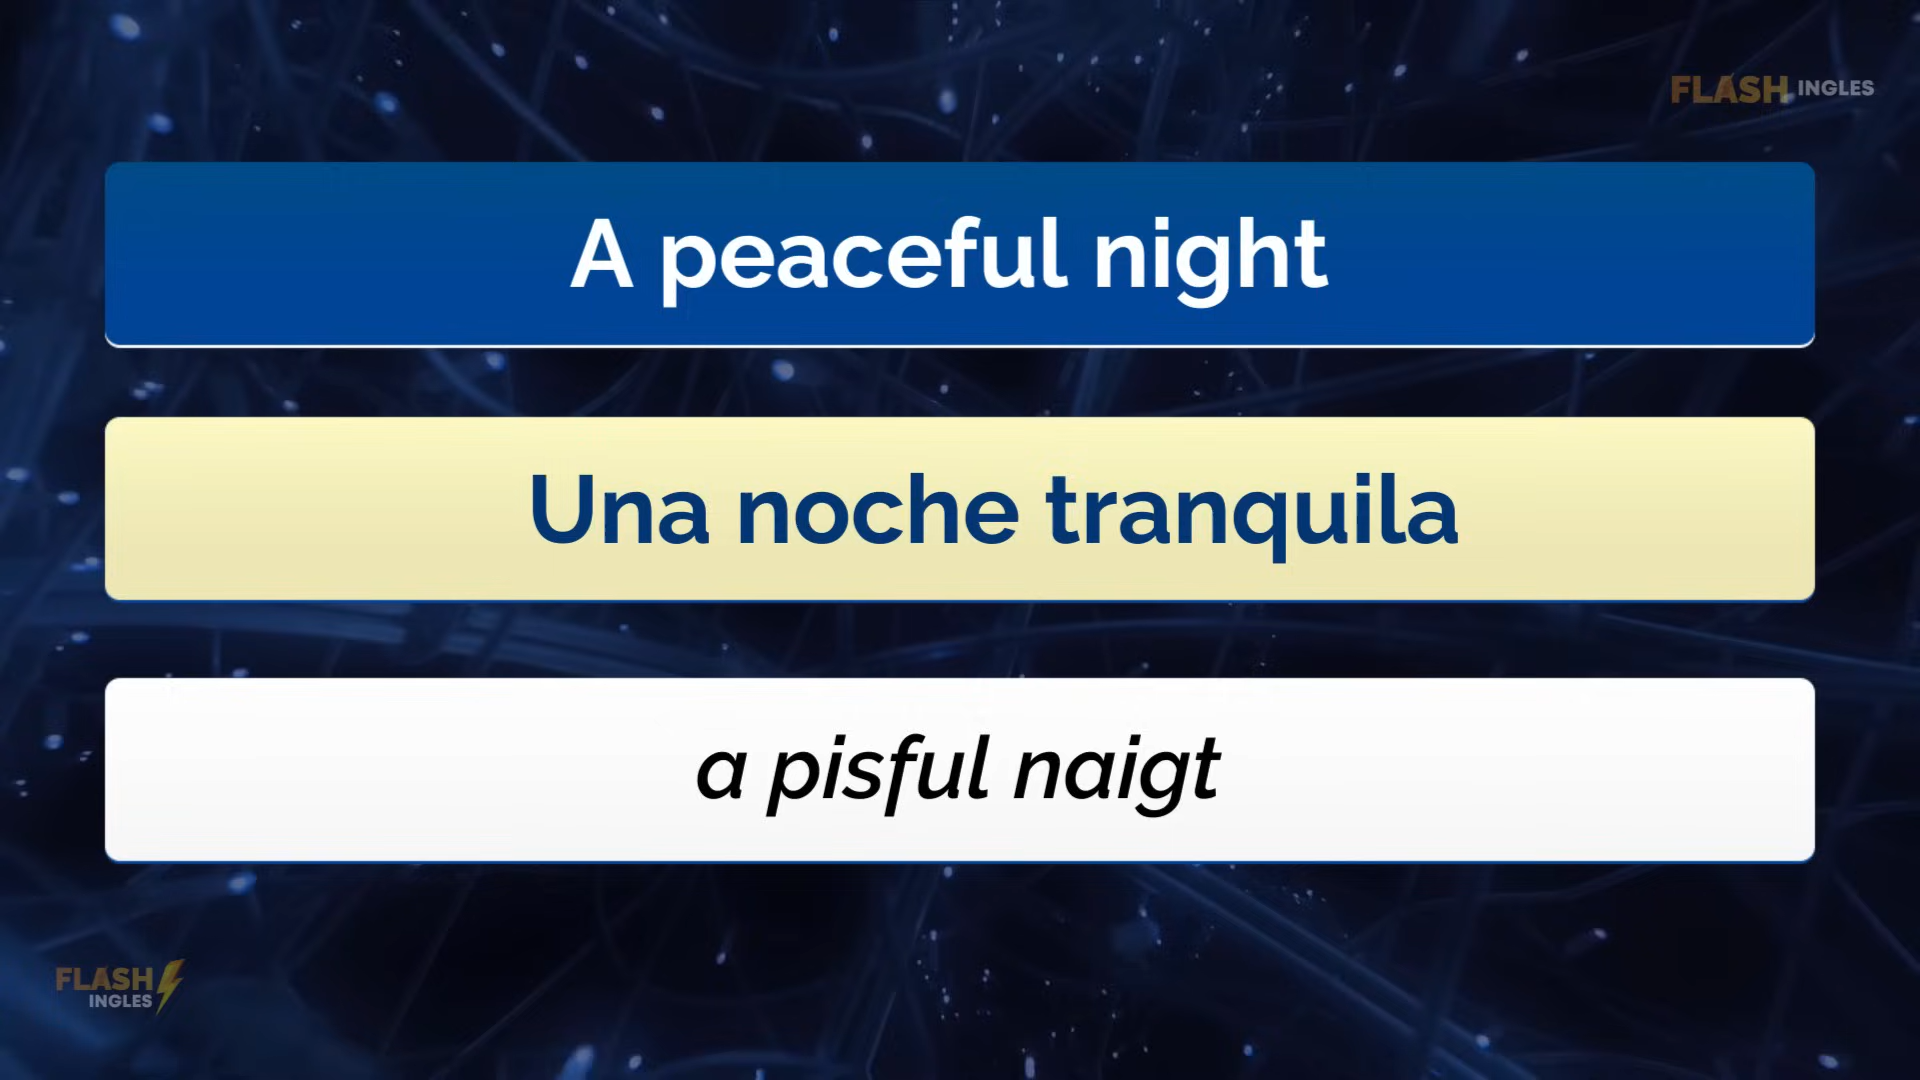 FLASH INGLES
A peaceful night
Una noche tranquila
a pisful naigt
FLASH
INGLES